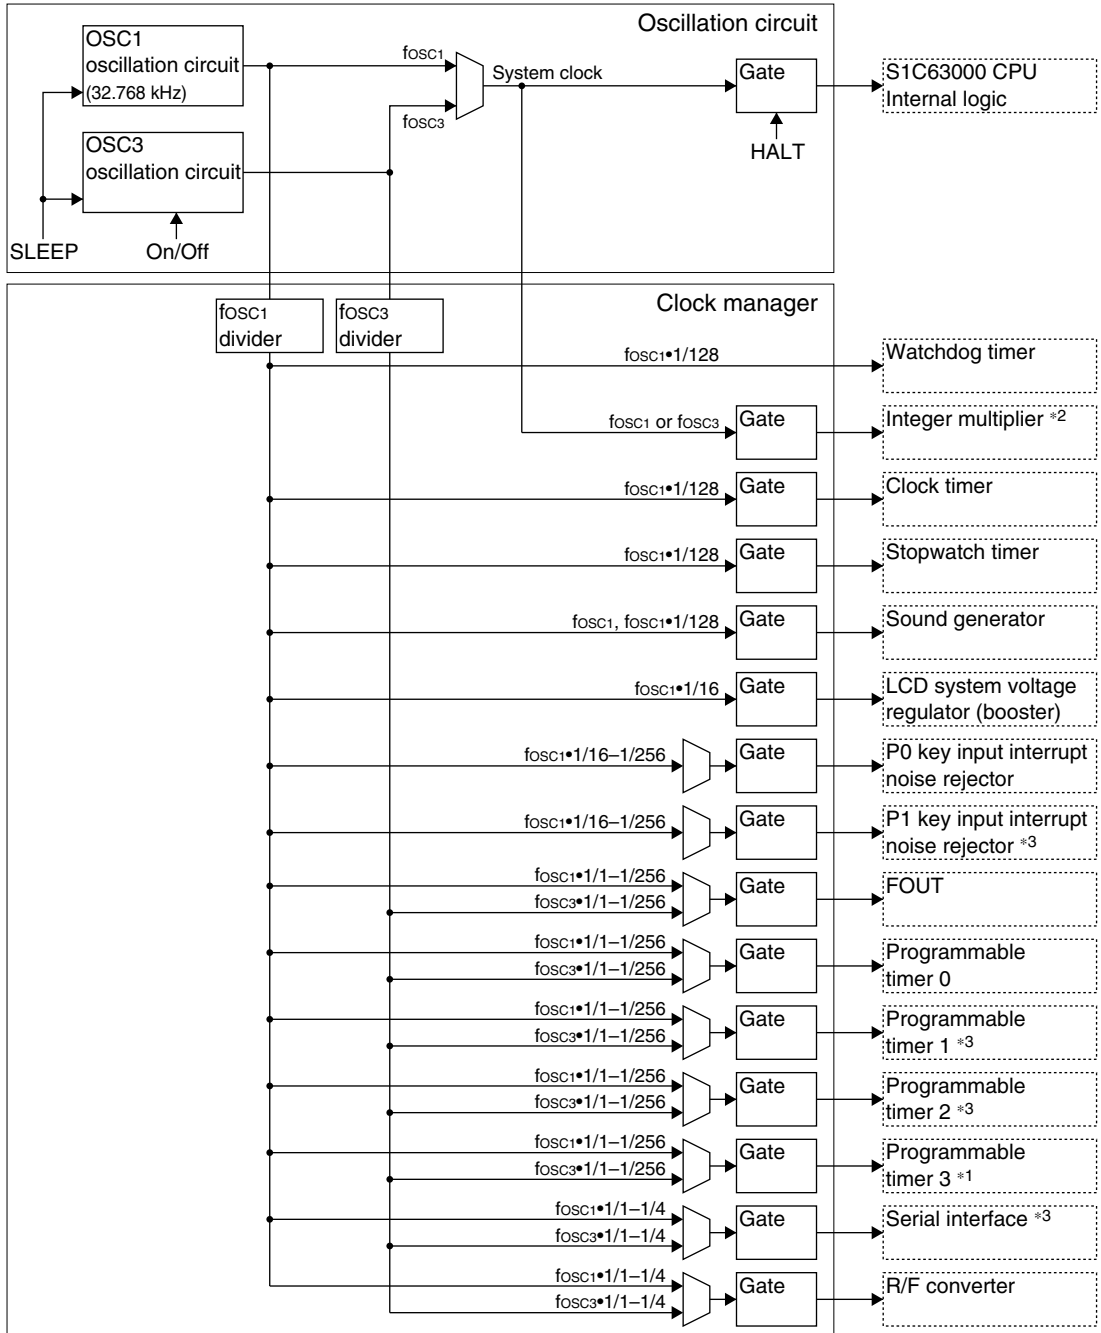 Oscillation circuit
OSC1
oscillation circuit
(32.768 kHz)
fOSC1
System clock
Gate
S1C63000 CPU
Internal logic
fOSC3
OSC3
oscillation circuit
HALT
SLEEP
On/Off
Clock manager
fOSC1
divider
fOSC3
divider
fOSC1•1/128
Watchdog timer
fOSC1 or fOSC3
Gate
Integer multiplier *2
fOSC1•1/128
Gate
Clock timer
fOSC1•1/128
Gate
Stopwatch timer
fOSC1, fOSC1•1/128
Gate
Sound generator
fOSC1•1/16
Gate
LCD system voltage
regulator (booster)
fOSC1•1/16–1/256
Gate
P0 key input interrupt
noise rejector
fOSC1•1/16–1/256
Gate
P1 key input interrupt
noise rejector *3
fOSC1•1/1–1/256
fOSC3•1/1–1/256
Gate
FOUT
fOSC1•1/1–1/256
fOSC3•1/1–1/256
Gate
Programmable
timer 0
fOSC1•1/1–1/256
fOSC3•1/1–1/256
Gate
Programmable
timer 1 *3
fOSC1•1/1–1/256
fOSC3•1/1–1/256
Gate
Programmable
timer 2 *3
fOSC1•1/1–1/256
fOSC3•1/1–1/256
Gate
Programmable
timer 3 *1
fOSC1•1/1–1/4
fOSC3•1/1–1/4
Gate
Serial interface *3
fOSC1•1/1–1/4
fOSC3•1/1–1/4
Gate
R/F converter